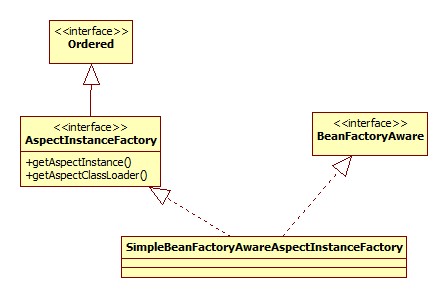 <<interface>>
Ordered
<<interface>>
AspectInstanceFactory
+getAspectInstance()
+getAspectClassLoader()
<<interface>>
BeanFactoryAware
SimpleBeanFactoryAwareAspectInstanceFactory